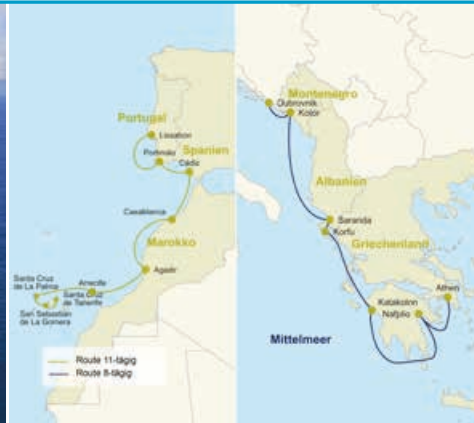 Portugal
Lissabon
Portimão
Spanien
Cádiz
Casablanca
Marokko
Agadir
Arrecife
Santa Cruz
de La Palma
Santa Cruz
de Tenerife
San Sebastián
de La Gomera
Route 11-tägig
Route 8-tägig
Montenegro
Dubrovnik
Kotor
Albanien
Saranda
Korfu
Griechenland
Athen
Katakolon
Nafplio
Mittelmeer